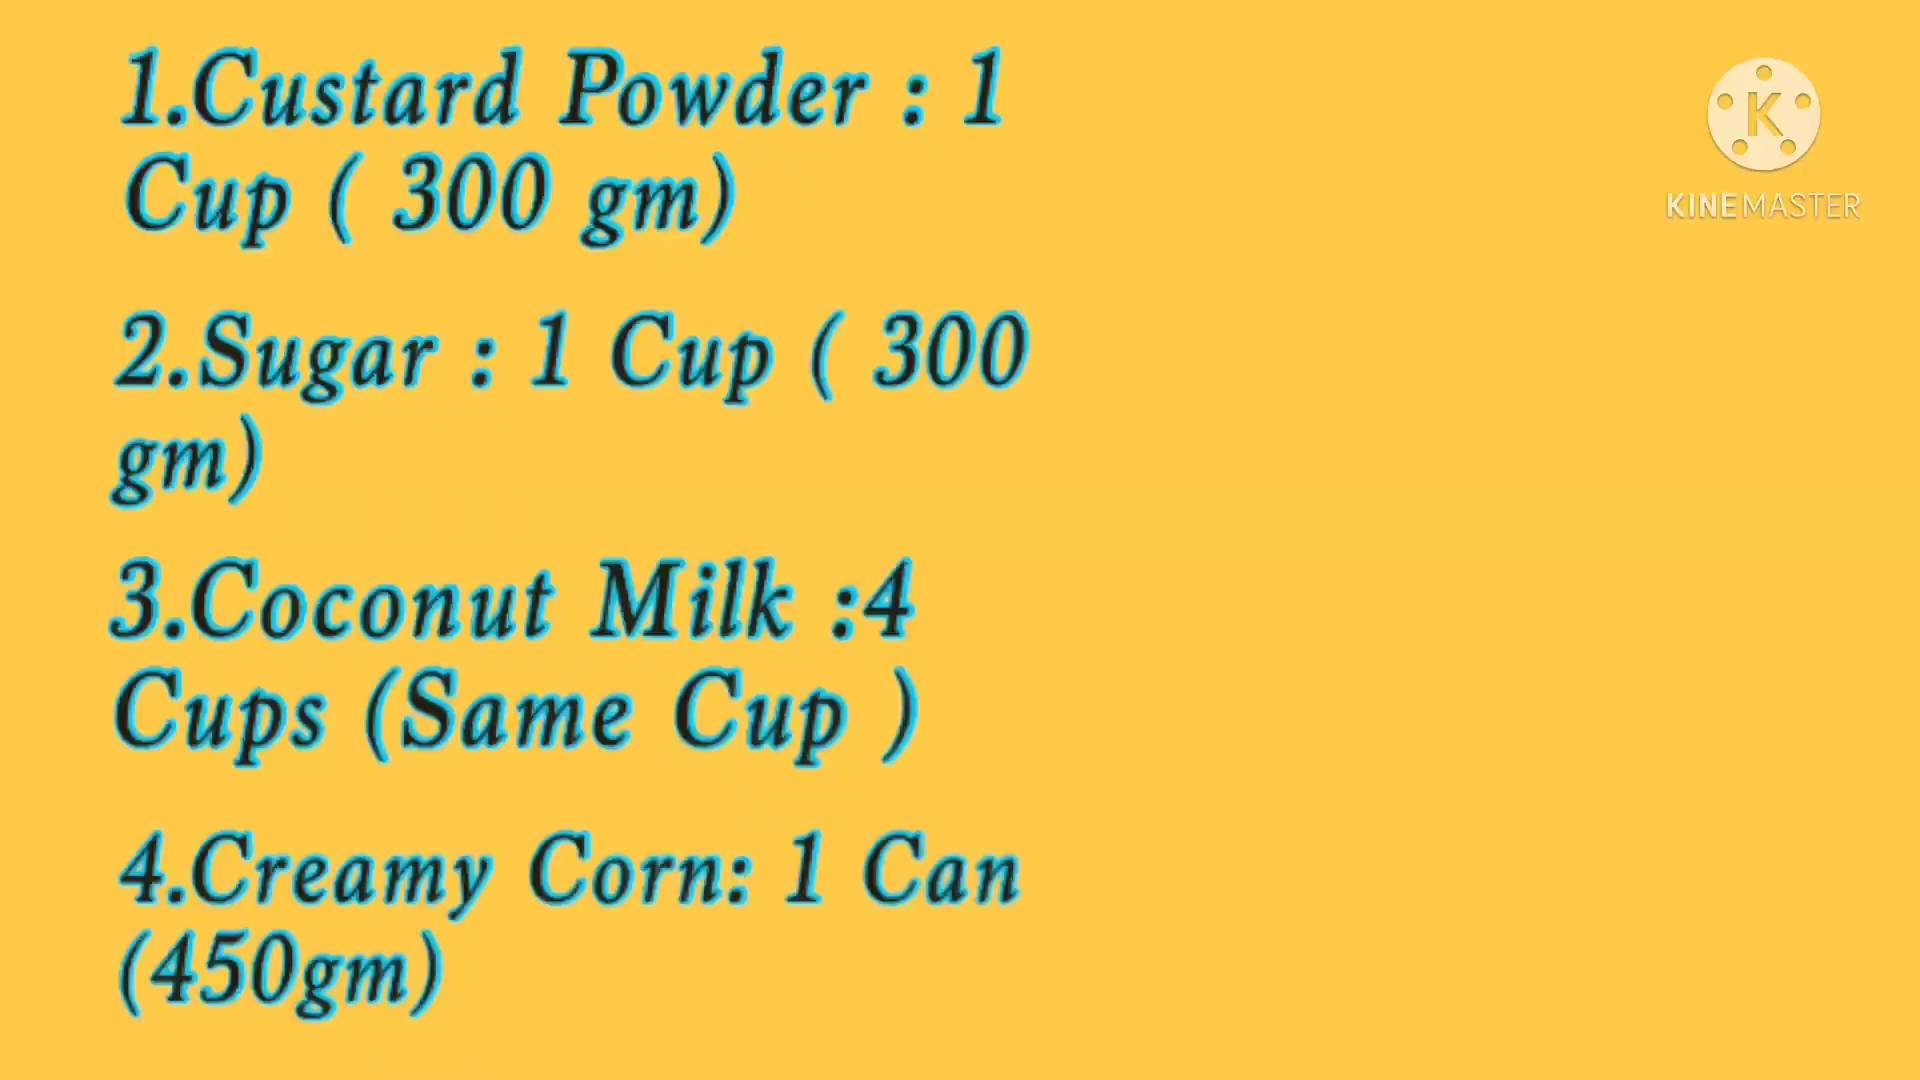 1.Custard Powder : 1
Cup ( 300 gm)
2.Sugar : 1 Cup ( 300
gm)
3.Coconut Milk :4
Cups (Same Cup )
4.Creamy Corn: 1 Can
(450gm)
K
KINEMASTER